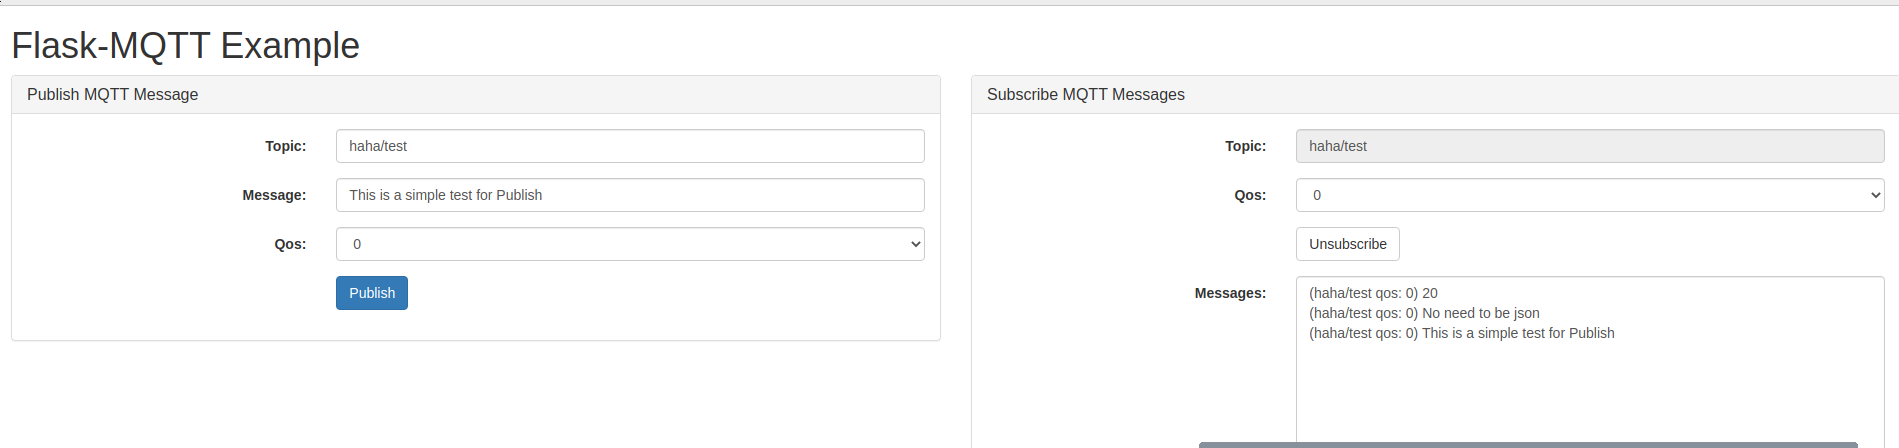 Flask-MQTT Example
Publish MQTT Message
Topic: haha/test
Message: This is a simple test for Publish
Qos: 0
Publish
Subscribe MQTT Messages
Topic: haha/test
Qos: 0
Unsubscribe
Messages: (haha/test qos: 0) 20
(haha/test qos: 0) No need to be json
(haha/test qos: 0) This is a simple test for Publish